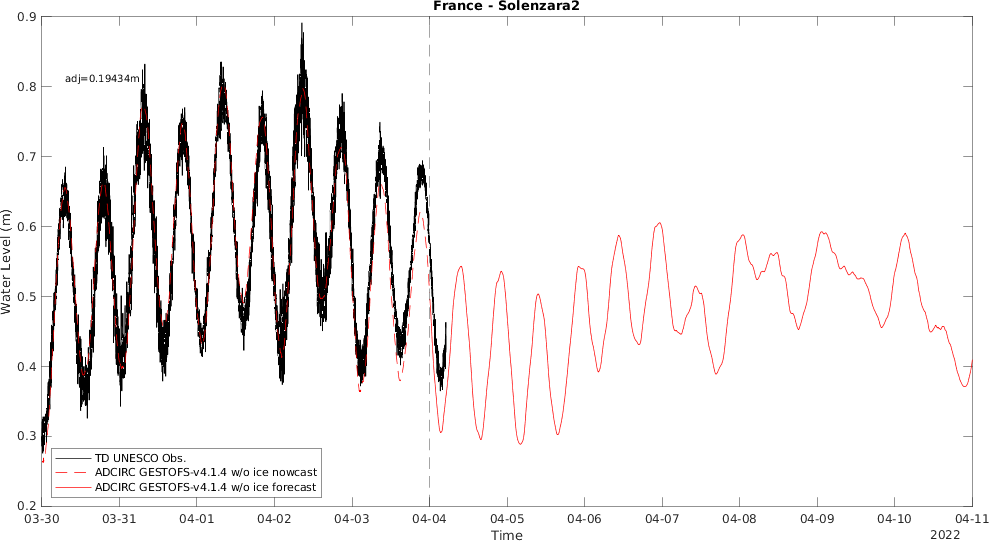 France - Solenzara2
0.9
0.8
0.7
0.6
0.5
0.4
0.3
0.2
Water Level (m)
adj=0.19434m
TD UNESCO Obs.
ADCIRC GESTOFS-v4.1.4 w/o ice nowcast
ADCIRC GESTOFS-v4.1.4 w/o ice forecast
03-30 03-31 04-01 04-02 04-03 04-04 04-05 04-06 04-07 04-08 04-09 04-10 04-11
Time
2022